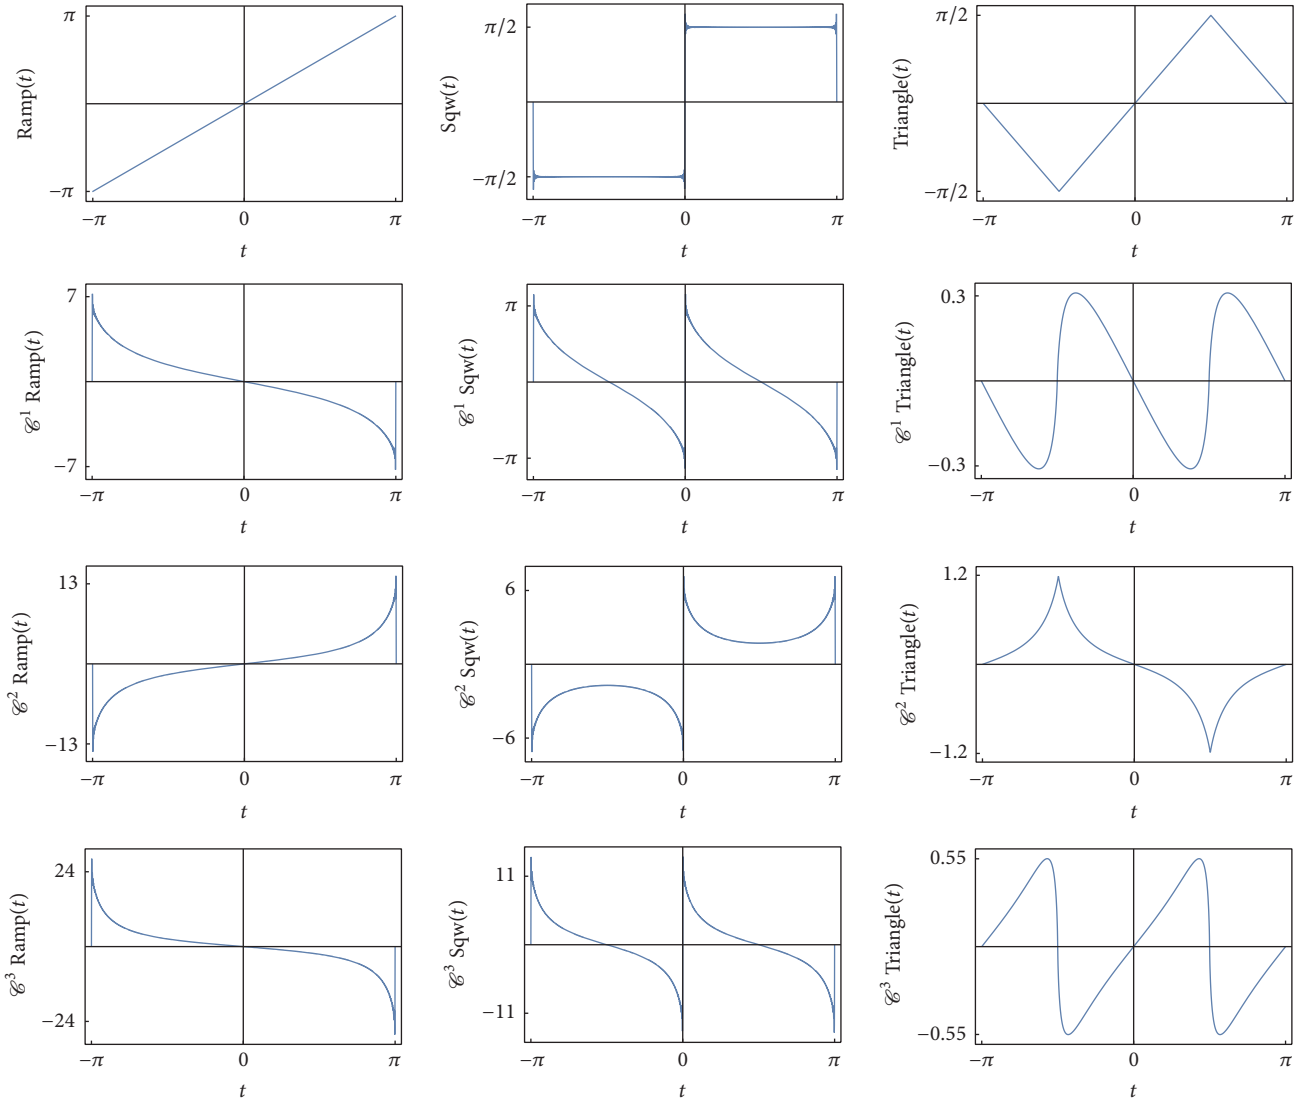 π
Ramp(t)
−π
−π 0 π
t
π/2
Sqw(t)
−π/2
−π 0 π
t
π/2
Triangle(t)
−π/2
−π 0 π
t
7
𝒞¹ Ramp(t)
−7
−π 0 π
t
π
𝒞¹ Sqw(t)
−π
−π 0 π
t
0.3
𝒞¹ Triangle(t)
−0.3
−π 0 π
t
13
𝒞² Ramp(t)
−13
−π 0 π
t
6
𝒞² Sqw(t)
−6
−π 0 π
t
1.2
𝒞² Triangle(t)
−1.2
−π 0 π
t
24
𝒞³ Ramp(t)
−24
−π 0 π
t
11
𝒞³ Sqw(t)
−11
−π 0 π
t
0.55
𝒞³ Triangle(t)
−0.55
−π 0 π
t